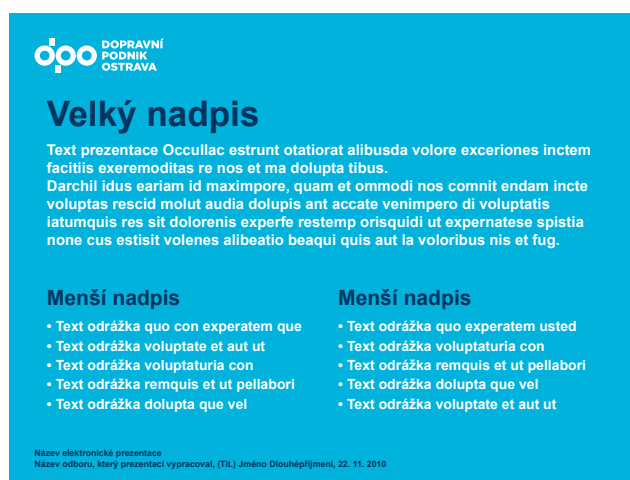 dpo DOPRAVNÍ
PODNIK
OSTRAVA
Velký nadpis
Text prezentace Occullac estrunt otatiorat alibusda volore exceriones inctem
facitiis exeremoditas re nos et ma dolupta tibus.
Darchil idus eariam id maximpore, quam et ommodi nos comnit endam incte
voluptas rescid molut audia dolupis ant accate venimpero di voluptatis
iatumquis res sit dolorenis experfe restemp orisquidi ut expernatese spistia
none cus estisit volenes alibeatio beaqui quis aut la voloribus nis et fug.
Menší nadpis
• Text odrážka quo con experatem que
• Text odrážka voluptate et aut ut
• Text odrážka voluptaturia con
• Text odrážka remquis et ut pellabori
• Text odrážka dolupta que vel
Menší nadpis
• Text odrážka quo experatem usted
• Text odrážka voluptaturia con
• Text odrážka remquis et ut pellabori
• Text odrážka dolupta que vel
• Text odrážka voluptate et aut ut
Název elektronické prezentace
Název odboru, který prezentaci vypracoval, (Tit.) Jméno Dlouhépřijmení, 22. 11. 2010